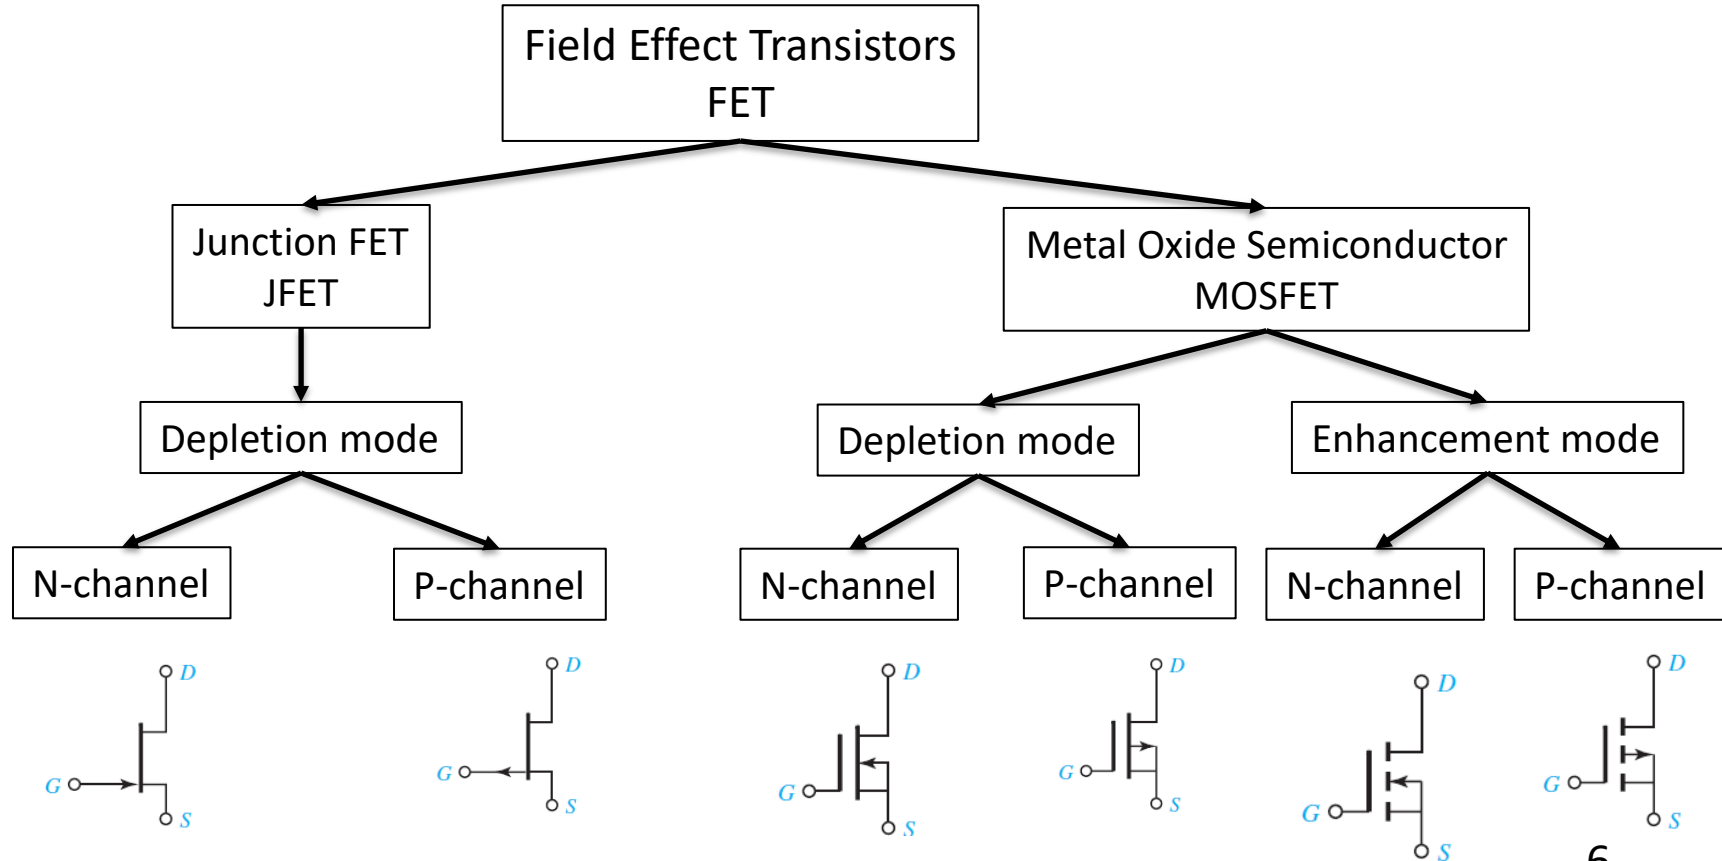 Field Effect Transistors
FET
Junction FET
JFET
Metal Oxide Semiconductor
MOSFET
Depletion mode
Depletion mode
Enhancement mode
N-channel
P-channel
N-channel
P-channel
N-channel
P-channel
D
G
S
D
G
S
D
G
S
D
G
S
D
G
S
D
G
S
6